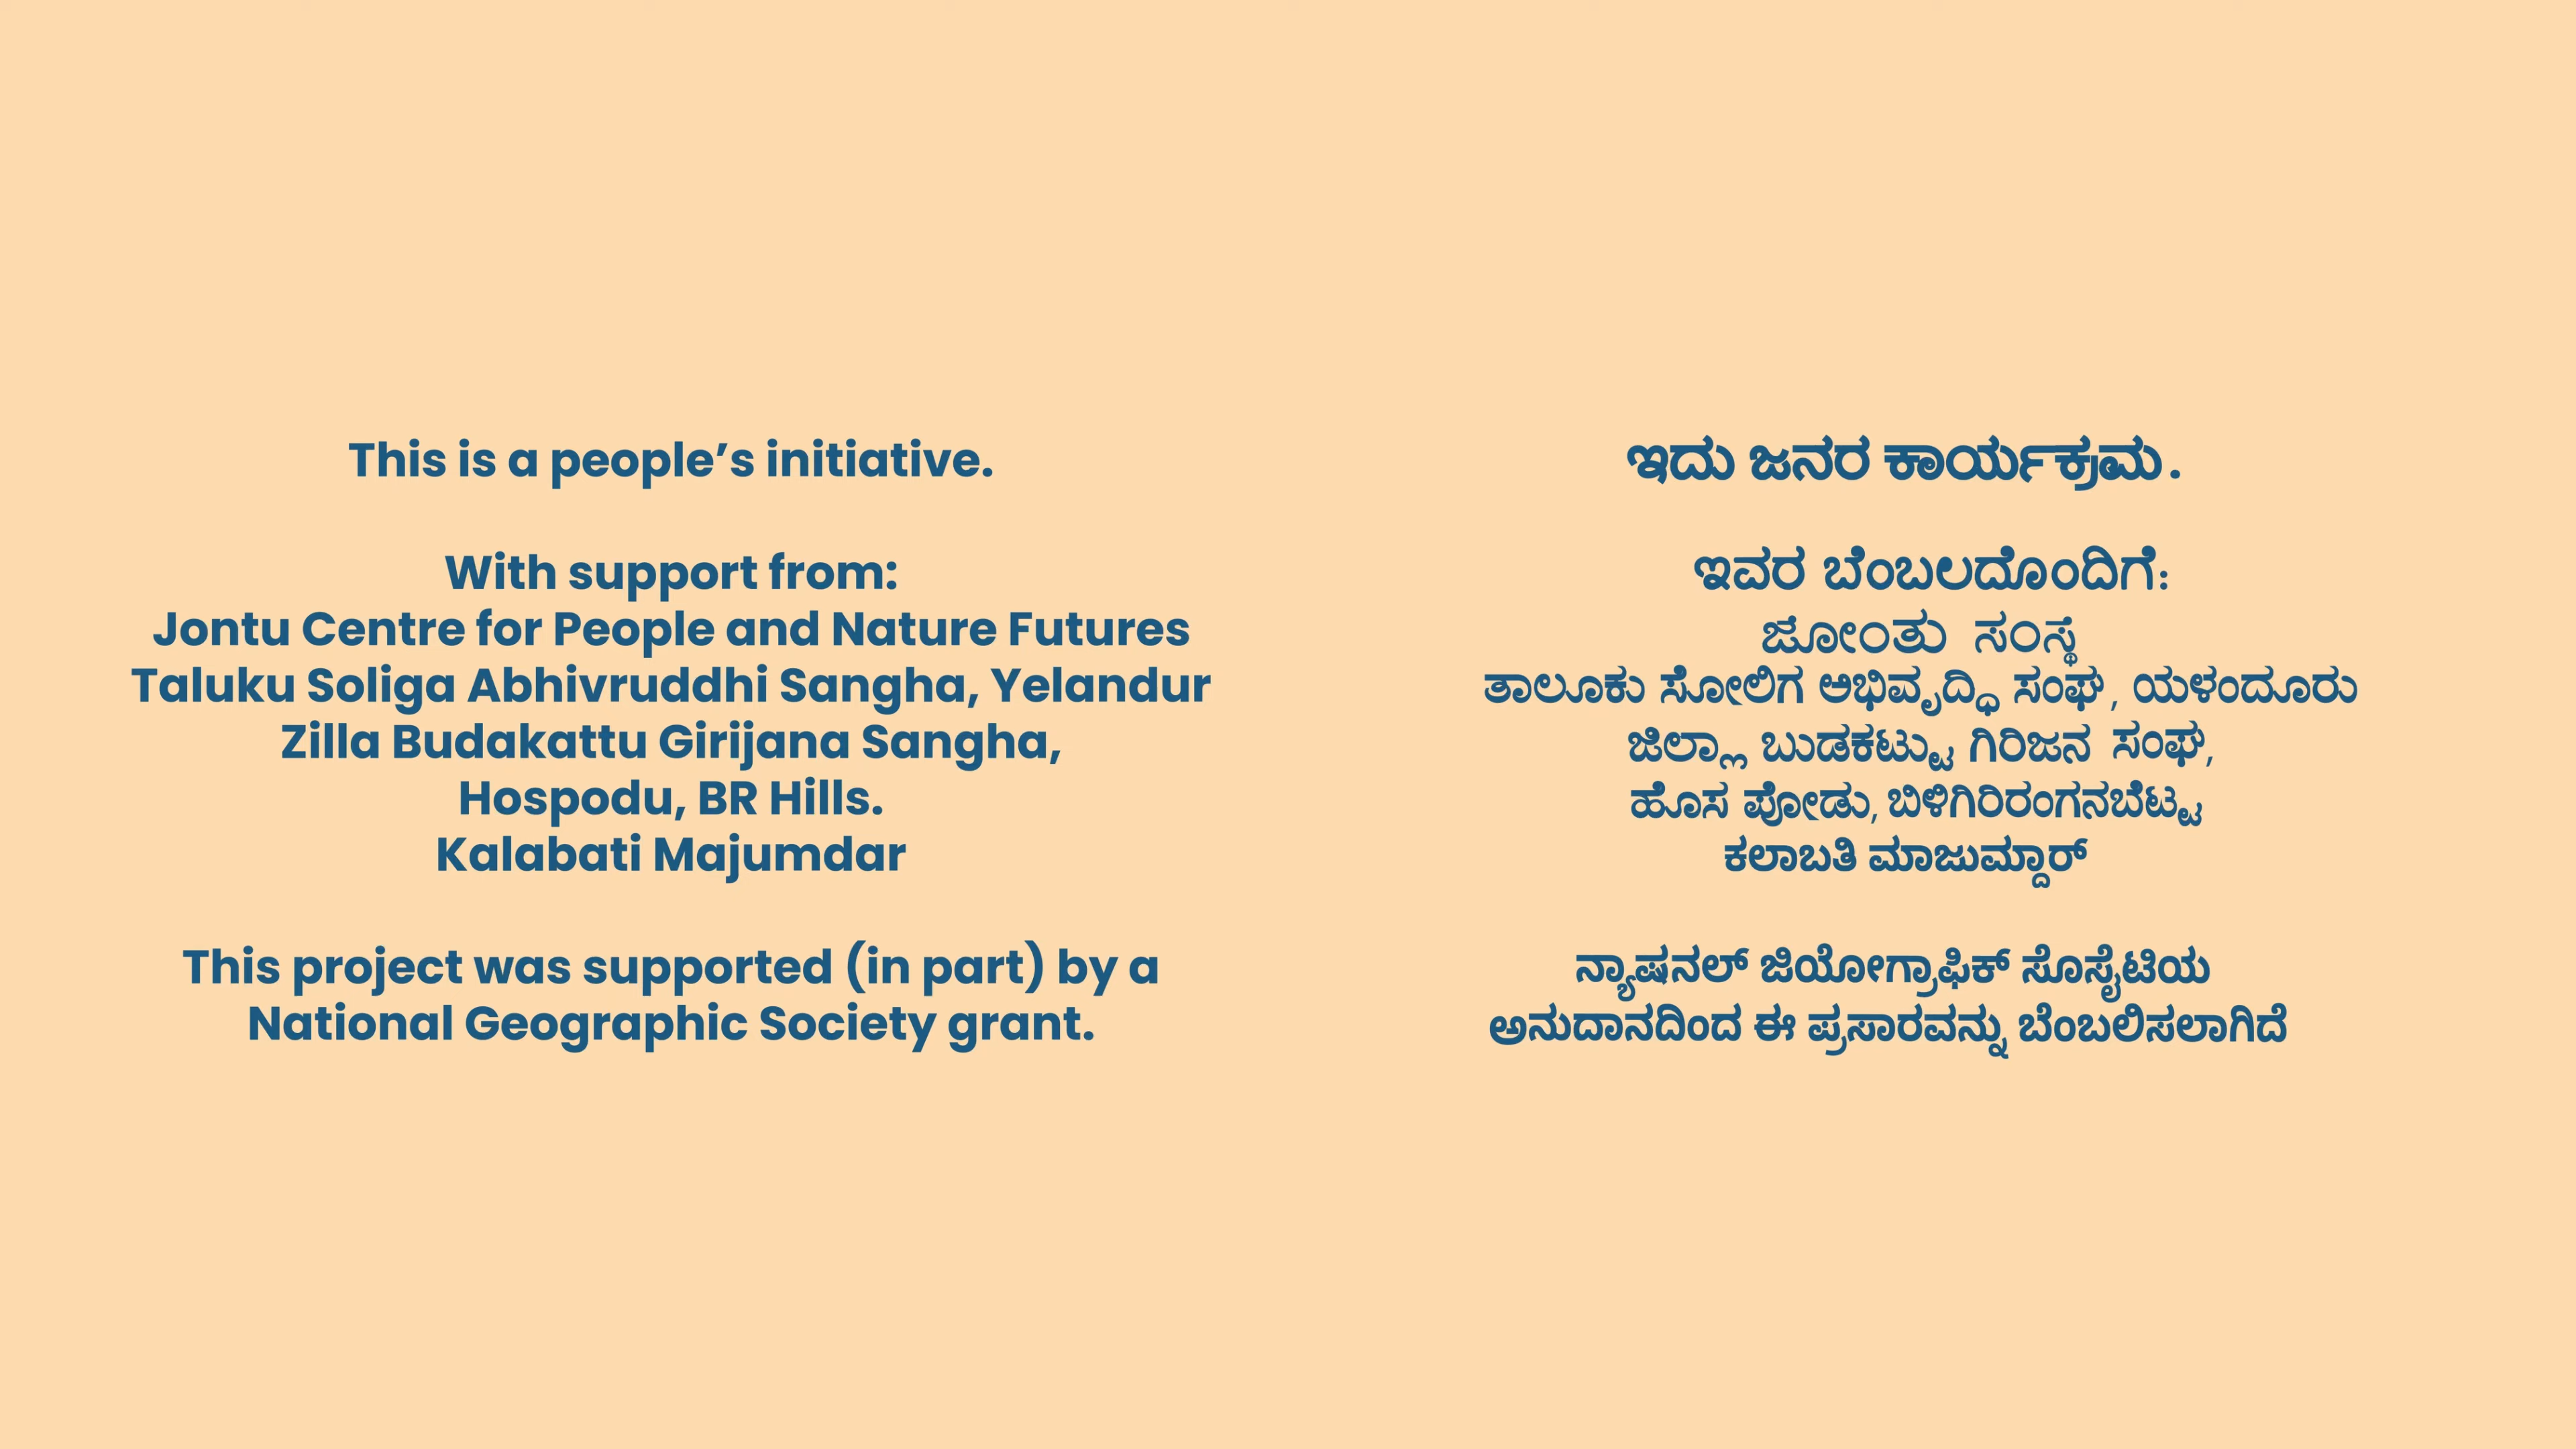 This is a people’s initiative.
With support from:
Jontu Centre for People and Nature Futures
Taluku Soliga Abhivruddhi Sangha, Yelandur
Zilla Budakattu Girijana Sangha,
Hospodu, BR Hills.
Kalabati Majumdar
This project was supported (in part) by a
National Geographic Society grant.
ಇದು ಜನರ ಕಾರ್ಯಕ್ರಮ.
ಇವರ ಬೆಂಬಲದೊಂದಿಗೆ:
ಜೋಂತು ಸಂಸ್ಥೆ
ತಾಲೂಕು ಸೋಲಿಗ ಅಭಿವೃದ್ಧಿ ಸಂಘ, ಯಳಂದೂರು
ಜಿಲ್ಲಾ ಬುಡಕಟ್ಟು ಗಿರಿಜನ ಸಂಘ,
ಹೊಸ ಪೋಡು, ಬಿಳಿಗಿರಿರಂಗನಬೆಟ್ಟ
ಕಲಾಬತಿ ಮಾಜುಮ್ದಾರ್
ನ್ಯಾಷನಲ್ ಜಿಯೋಗ್ರಾಫಿಕ್ ಸೊಸೈಟಿಯ
ಅನುದಾನದಿಂದ ಈ ಪ್ರಸಾರವನ್ನು ಬೆಂಬಲಿಸಲಾಗಿದೆ